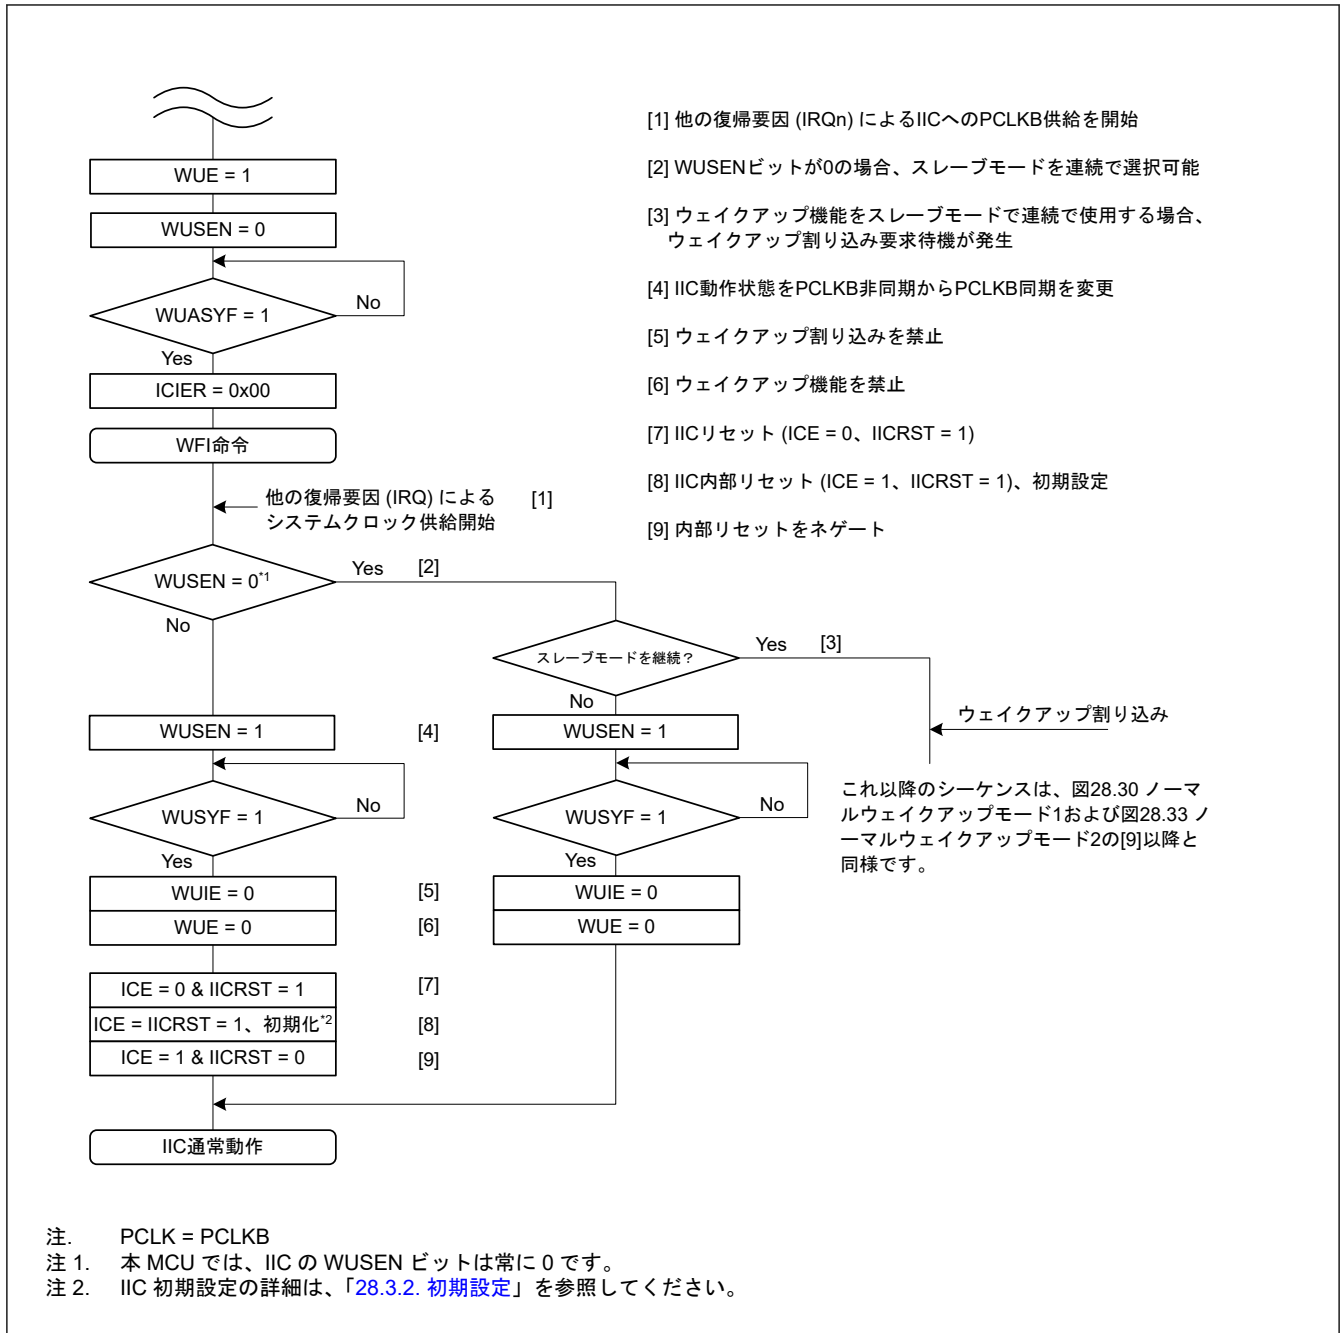 WUE = 1
WUSEN = 0
WUASYF = 1
No
Yes
ICIER = 0x00
WFI命令
他の復帰要因 (IRQ) による
システムクロック供給開始
[1]
WUSEN = 0*1
Yes
[2]
No
スレーブモードを継続？
Yes
[3]
No
ウェイクアップ割り込み
WUSEN = 1
[4]
WUSEN = 1
WUSYF = 1
No
Yes
WUSYF = 1
No
Yes
これ以降のシーケンスは、図28.30 ノーマ
ルウェイクアップモード1および図28.33 ノ
ーマルウェイクアップモード2の[9]以降と
同様です。
WUIE = 0
[5]
WUIE = 0
WUE = 0
[6]
WUE = 0
ICE = 0 & IICRST = 1
[7]
ICE = IICRST = 1、初期化*2
[8]
ICE = 1 & IICRST = 0
[9]
IIC通常動作
[1] 他の復帰要因 (IRQn) によるIICへのPCLKB供給を開始
[2] WUSENビットが0の場合、スレーブモードを連続で選択可能
[3] ウェイクアップ機能をスレーブモードで連続で使用する場合、
ウェイクアップ割り込み要求待機が発生
[4] IIC動作状態をPCLKB非同期からPCLKB同期を変更
[5] ウェイクアップ割り込みを禁止
[6] ウェイクアップ機能を禁止
[7] IICリセット (ICE = 0、IICRST = 1)
[8] IIC内部リセット (ICE = 1、IICRST = 1)、初期設定
[9] 内部リセットをネゲート
注. PCLK = PCLKB
注 1. 本 MCU では、IIC の WUSEN ビットは常に 0 です。
注 2. IIC 初期設定の詳細は、「28.3.2. 初期設定」を参照してください。